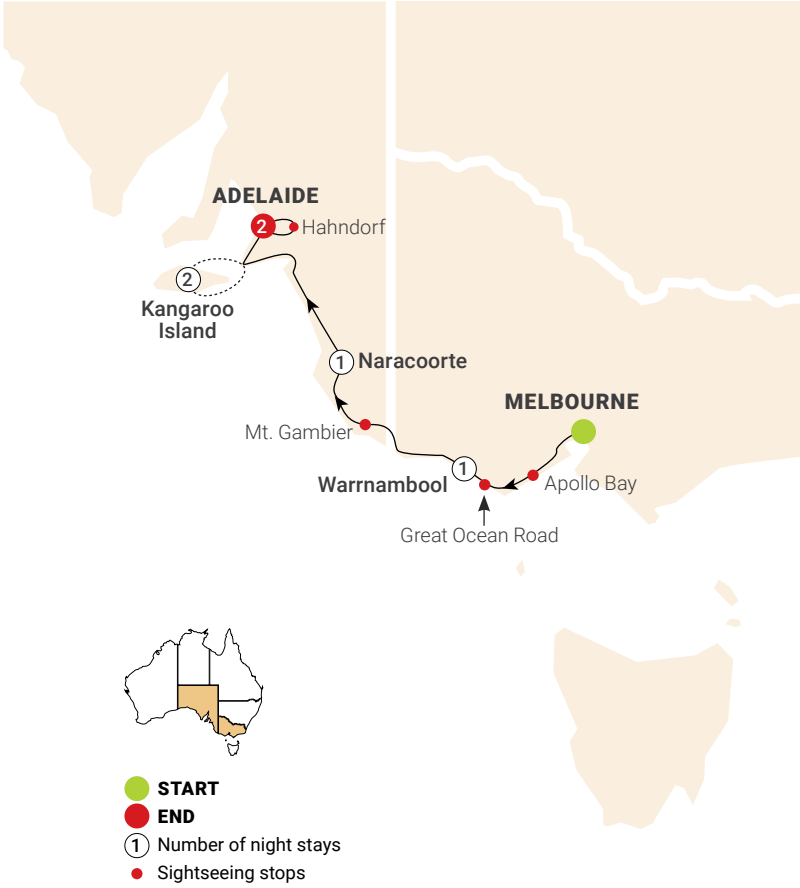 ADELAIDE
2
Hahndorf
2
Kangaroo
Island
1
Naracoorte
MELBOURNE
Mt. Gambier
1
Warrnambool
Apollo Bay
Great Ocean Road
START
END
1 Number of night stays
Sightseeing stops